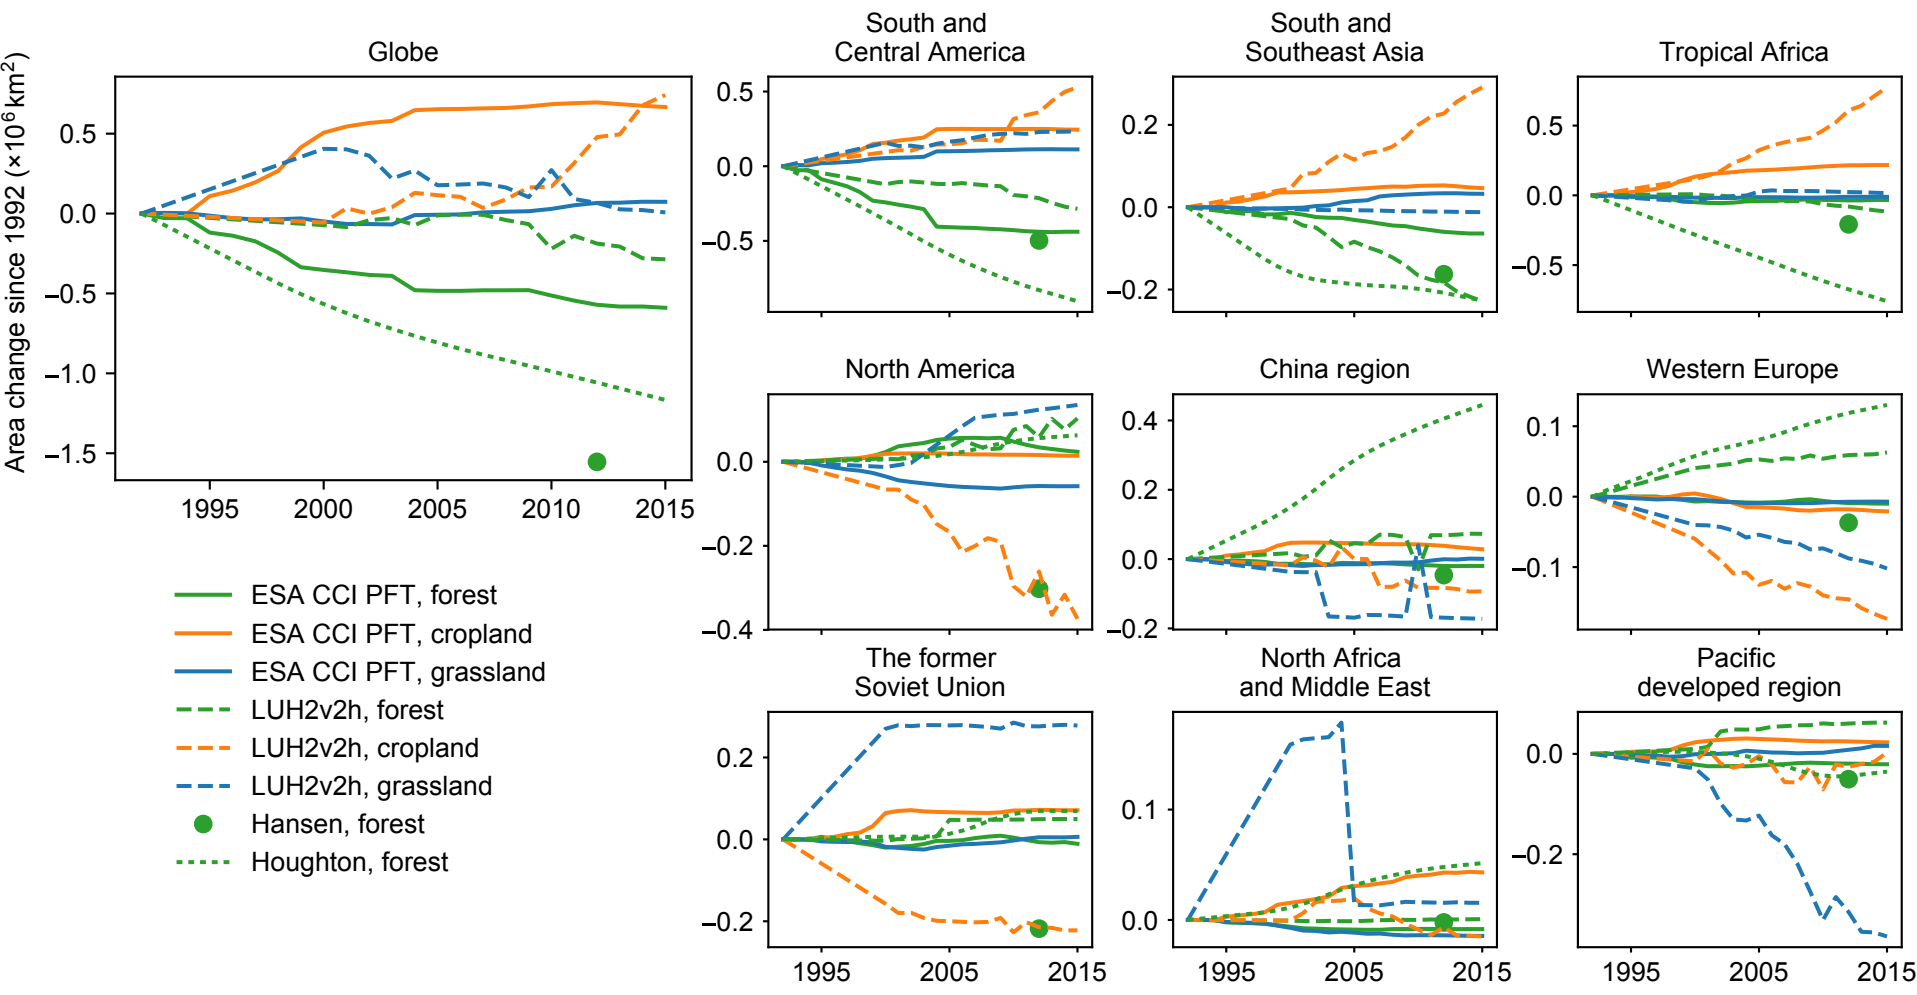 Area change since 1992 (×10⁶ km²)
Globe
0.5
0.0
−0.5
−1.0
−1.5
1995
2000
2005
2010
2015
South and
Central America
0.5
0.0
−0.5
South and
Southeast Asia
0.2
0.0
−0.2
Tropical Africa
0.5
0.0
−0.5
North America
0.0
−0.2
−0.4
China region
0.4
0.2
0.0
−0.2
Western Europe
0.1
0.0
−0.1
The former
Soviet Union
0.2
0.0
−0.2
1995
2005
2015
North Africa
and Middle East
0.1
0.0
1995
2005
2015
Pacific
developed region
0.0
−0.2
1995
2005
2015
ESA CCI PFT, forest
ESA CCI PFT, cropland
ESA CCI PFT, grassland
LUH2v2h, forest
LUH2v2h, cropland
LUH2v2h, grassland
Hansen, forest
Houghton, forest